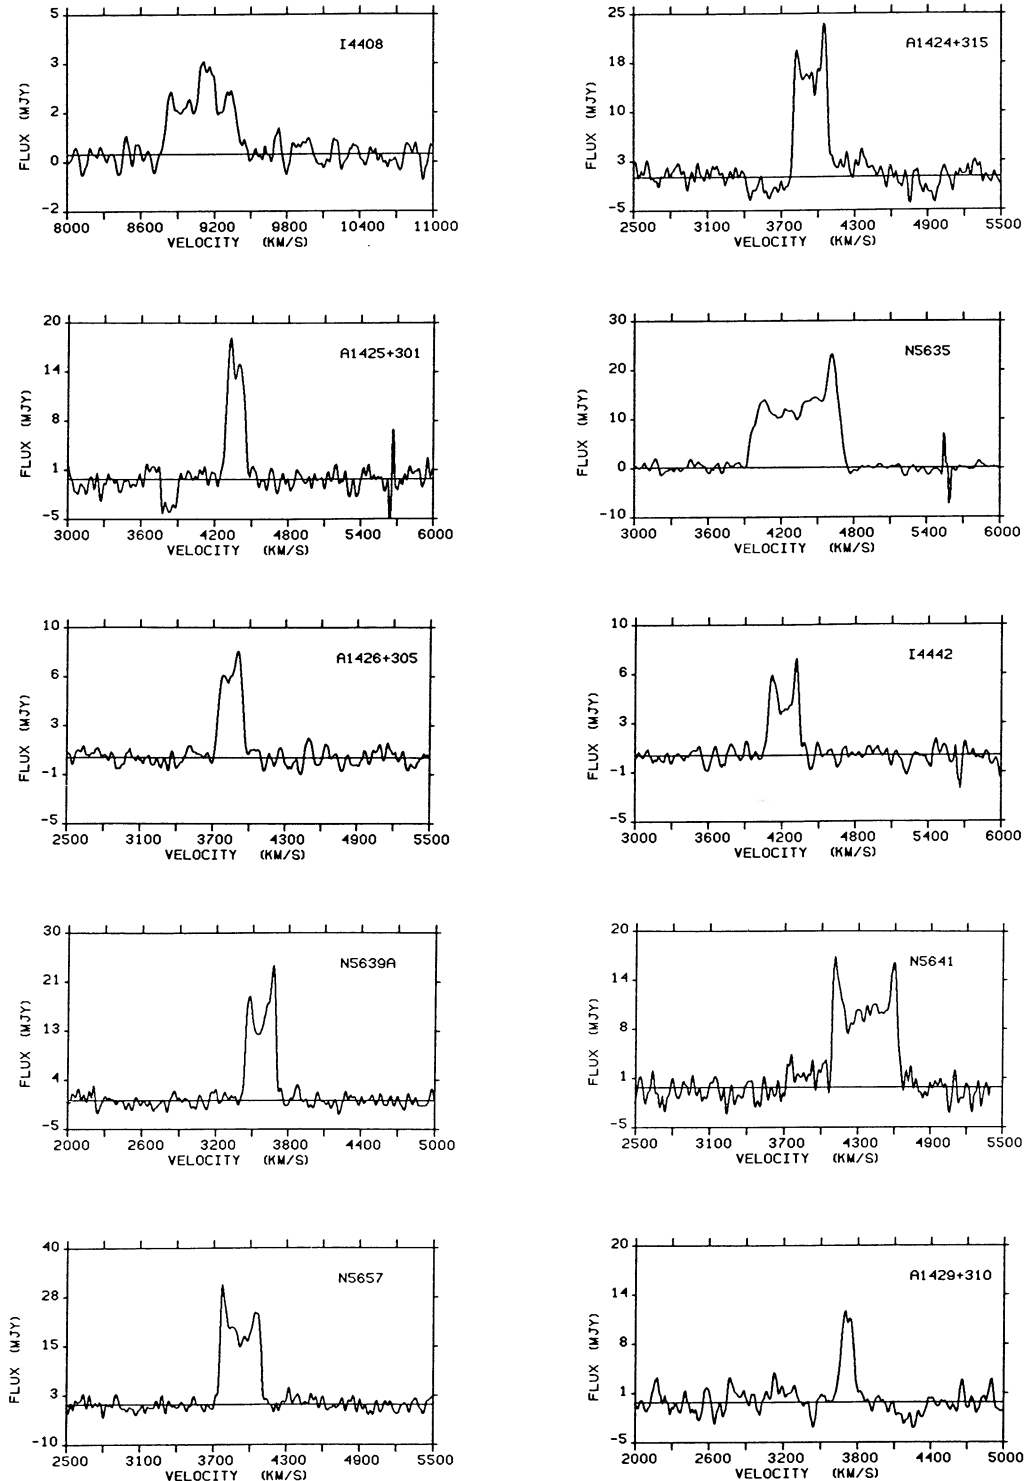 I4408
FLUX (MJY)
5
3
2
0
-2
8000 8600 9200 9800 10400 11000
VELOCITY (KM/S)
A1424+315
FLUX (MJY)
25
18
10
3
-5
2500 3100 3700 4300 4900 5500
VELOCITY (KM/S)
A1425+301
FLUX (MJY)
20
14
8
1
-5
3000 3600 4200 4800 5400 6000
VELOCITY (KM/S)
N5635
FLUX (MJY)
30
20
10
0
-10
3000 3600 4200 4800 5400 6000
VELOCITY (KM/S)
A1426+305
FLUX (MJY)
10
6
3
-1
-5
2500 3100 3700 4300 4900 5500
VELOCITY (KM/S)
I4442
FLUX (MJY)
10
6
3
-1
-5
3000 3600 4200 4800 5400 6000
VELOCITY (KM/S)
N5639A
FLUX (MJY)
30
21
13
4
-5
2000 2600 3200 3800 4400 5000
VELOCITY (KM/S)
N5641
FLUX (MJY)
20
14
8
1
-5
2500 3100 3700 4300 4900 5500
VELOCITY (KM/S)
N5657
FLUX (MJY)
40
28
15
3
-10
2500 3100 3700 4300 4900 5500
VELOCITY (KM/S)
A1429+310
FLUX (MJY)
20
14
8
1
-5
2000 2600 3200 3800 4400 5000
VELOCITY (KM/S)